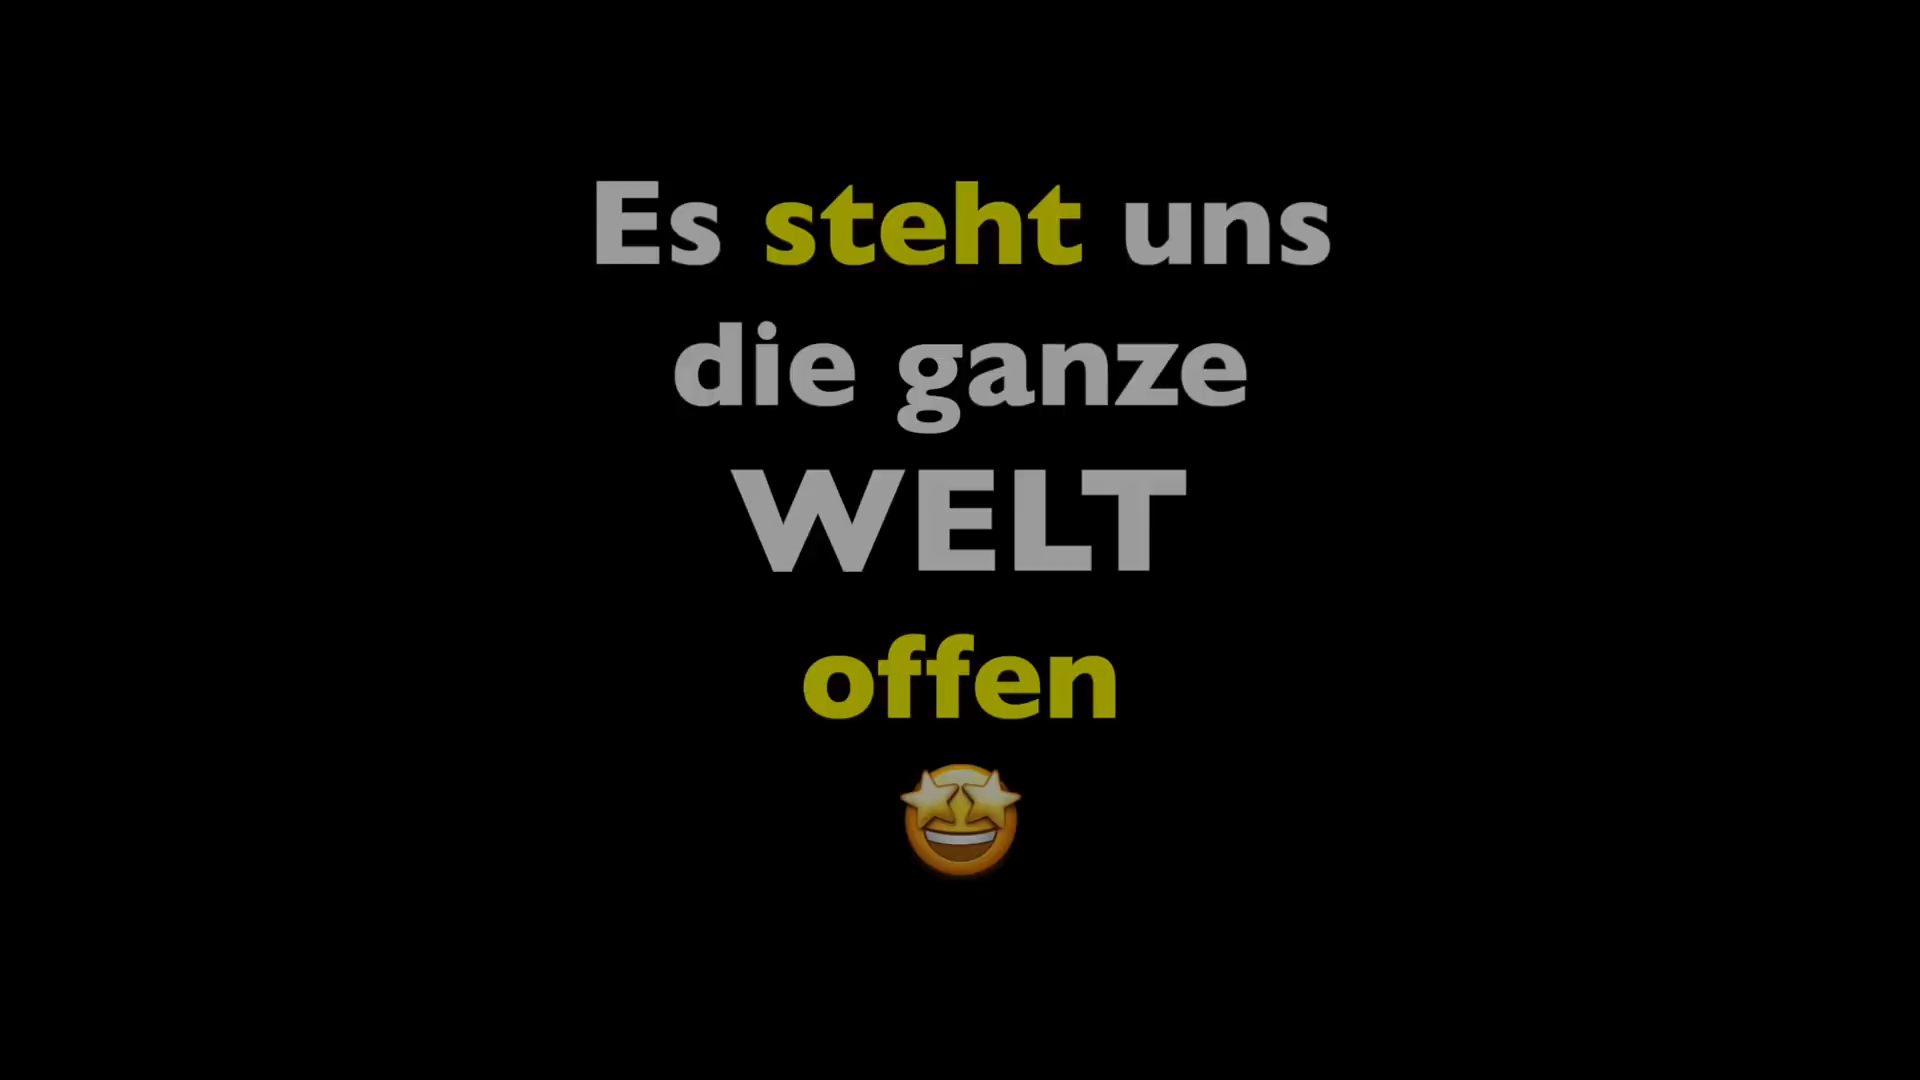 Es steht uns
die ganze
WELT
offen
🤩